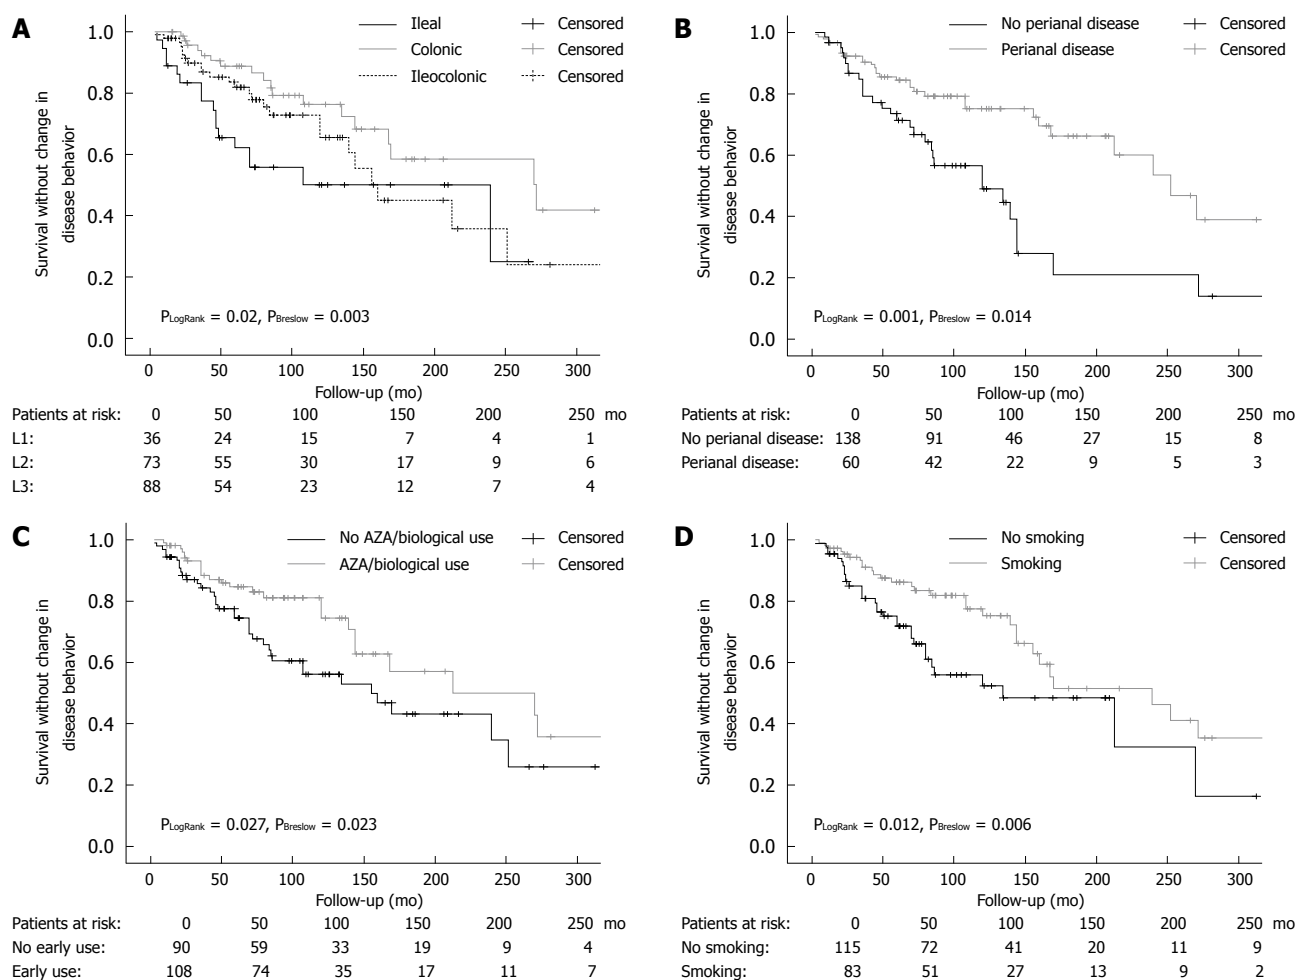 A
Ileal
Censored
Colonic
Censored
Ileocolonic
Censored
Survival without change in
disease behavior
1.0
0.8
0.6
0.4
0.2
0.0
PLogRank = 0.02, PBreslow = 0.003
0 50 100 150 200 250 300
Follow-up (mo)
Patients at risk: 0 50 100 150 200 250 mo
L1: 36 24 15 7 4 1
L2: 73 55 30 17 9 6
L3: 88 54 23 12 7 4
B
No perianal disease
Censored
Perianal disease
Censored
Survival without change in
disease behavior
1.0
0.8
0.6
0.4
0.2
0.0
PLogRank = 0.001, PBreslow = 0.014
0 50 100 150 200 250 300
Follow-up (mo)
Patients at risk: 0 50 100 150 200 250 mo
No perianal disease: 138 91 46 27 15 8
Perianal disease: 60 42 22 9 5 3
C
No AZA/biological use
Censored
AZA/biological use
Censored
Survival without change in
disease behavior
1.0
0.8
0.6
0.4
0.2
0.0
PLogRank = 0.027, PBreslow = 0.023
0 50 100 150 200 250 300
Follow-up (mo)
Patients at risk: 0 50 100 150 200 250 mo
No early use: 90 59 33 19 9 4
Early use: 108 74 35 17 11 7
D
No smoking
Censored
Smoking
Censored
Survival without change in
disease behavior
1.0
0.8
0.6
0.4
0.2
0.0
PLogRank = 0.012, PBreslow = 0.006
0 50 100 150 200 250 300
Follow-up (mo)
Patients at risk: 0 50 100 150 200 250 mo
No smoking: 115 72 41 20 11 9
Smoking: 83 51 27 13 9 2